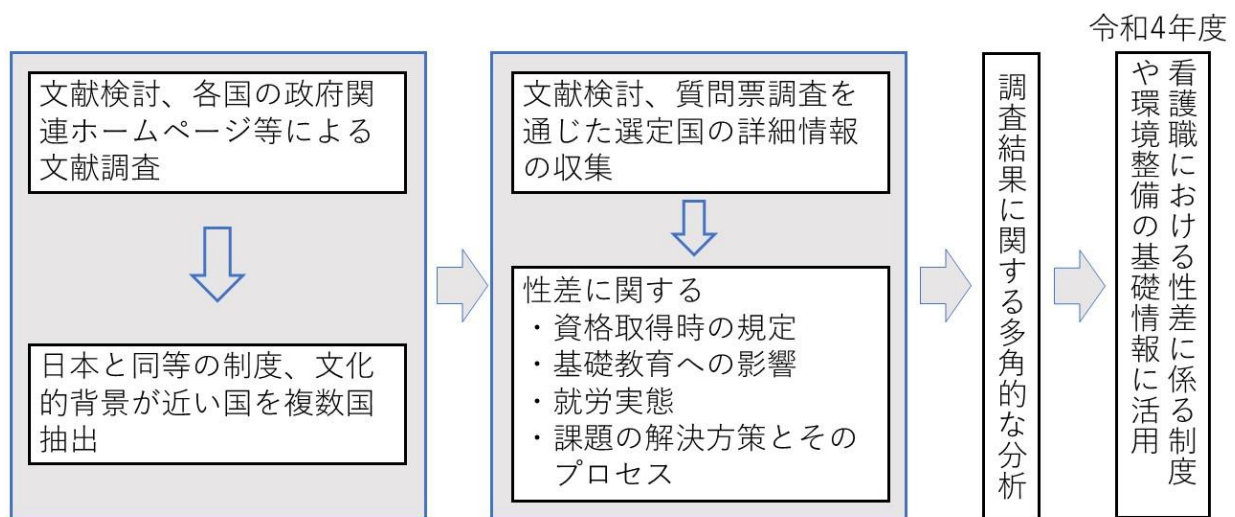 文献検討、各国の政府関
連ホームページ等による
文献調査
日本と同等の制度、文化
的背景が近い国を複数国
抽出
文献検討、質問票調査を
通じた選定国の詳細情報
の収集
性差に関する
・資格取得時の規定
・基礎教育への影響
・就労実態
・課題の解決方策とその
プロセス
調査結果に関する多角的な分析
令和4年度
看護職における性差に係る制度
や環境整備の基礎情報に活用